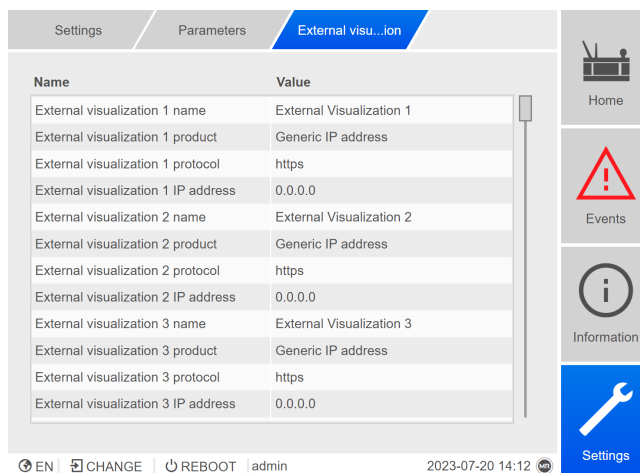 Settings
Parameters
External visu...ion
Name Value
External visualization 1 name External Visualization 1
External visualization 1 product Generic IP address
External visualization 1 protocol https
External visualization 1 IP address 0.0.0.0
External visualization 2 name External Visualization 2
External visualization 2 product Generic IP address
External visualization 2 protocol https
External visualization 2 IP address 0.0.0.0
External visualization 3 name External Visualization 3
External visualization 3 product Generic IP address
External visualization 3 protocol https
External visualization 3 IP address 0.0.0.0
Home
Events
Information
Settings
EN CHANGE REBOOT admin 2023-07-20 14:12 MR